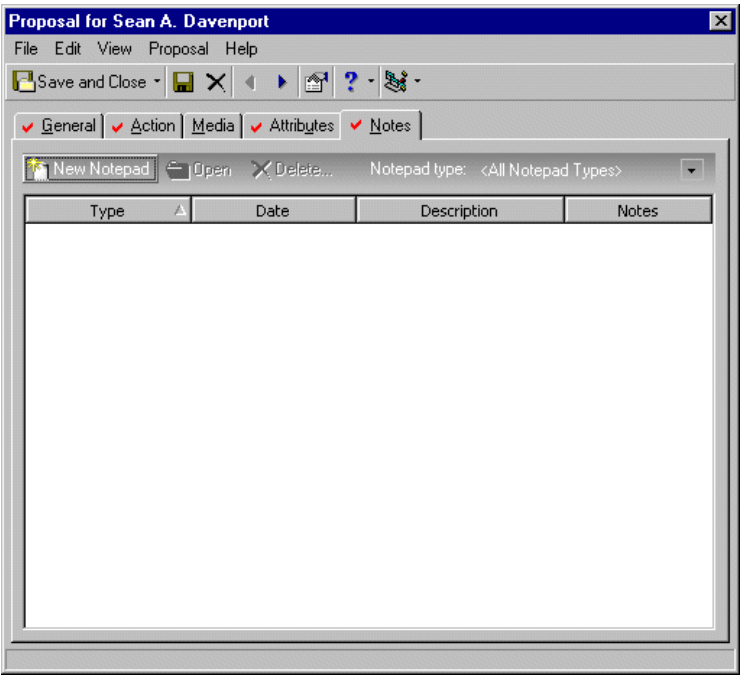 Proposal for Sean A. Davenport
File Edit View Proposal Help
Save and Close
General Action Media Attributes Notes
New Notepad Open Delete... Notepad type: <All Notepad Types>
Type Date Description Notes